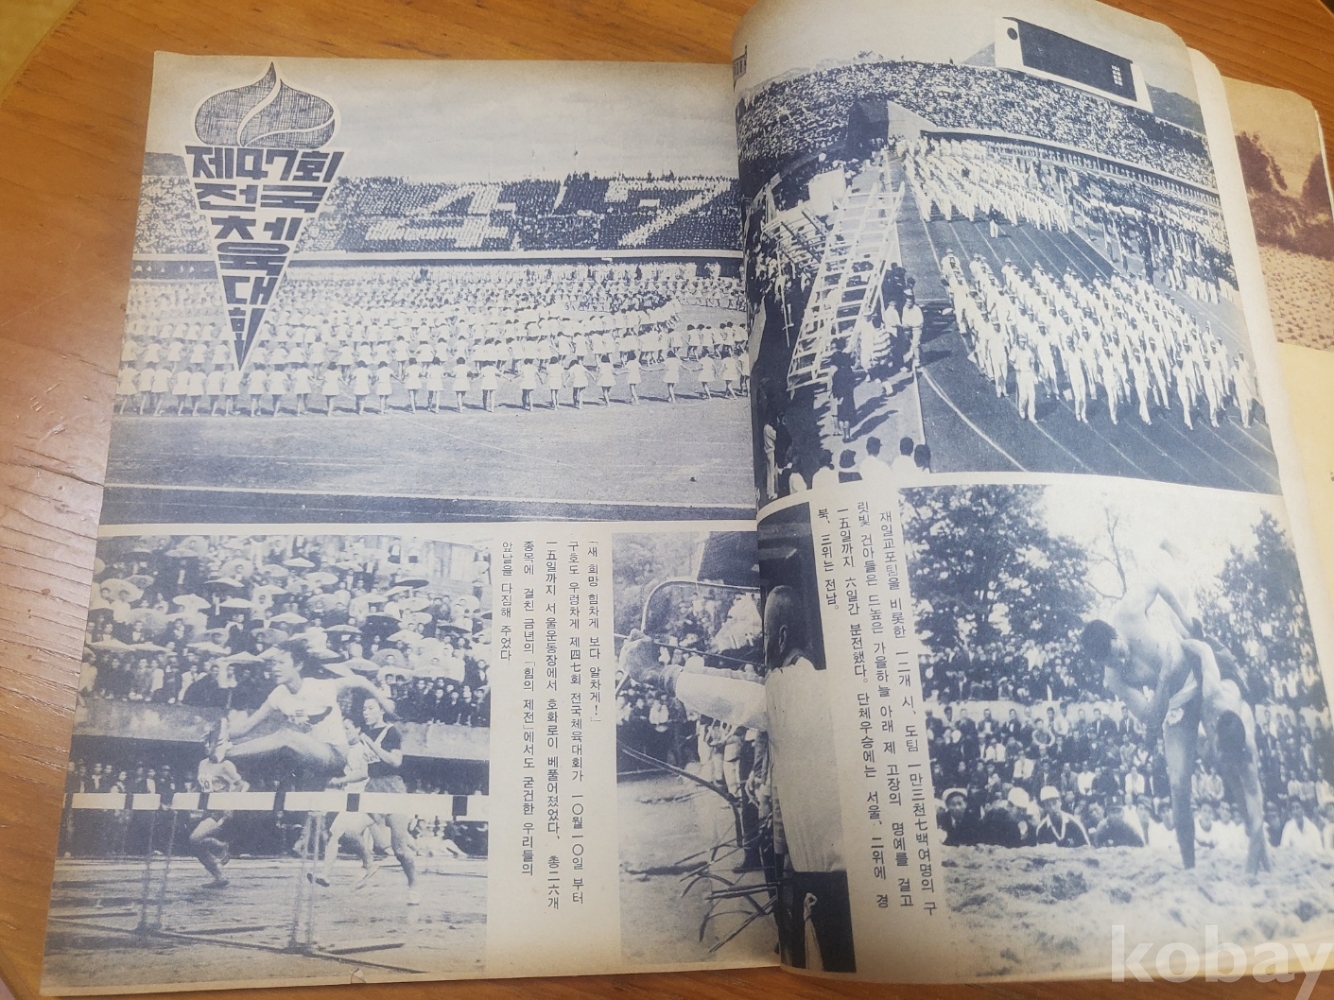 제47회
전국
체육
대회
47
「새 희망 힘차게 보다 알차게!」
구호도 우렁차게 제四七회 전국체육대회가 一〇월一〇일 부터
一五일까지 서울운동장에서 호화로이 베풀어졌었다. 총二六개
종목에 걸친 금년의 「힘의 제전」에서도 굳건한 우리들의
앞날을 다짐해 주었다
재일교포팀을 비롯한 一二개 시, 도팀 一만三천七백여명의 구
릿빛 건아들은 드높은 가을하늘 아래 제 고장의 명예를 걸고
一五일까지 六일간 분전했다. 단체우승에는 서울, 二위에 경
북, 三위는 전남.
kobay